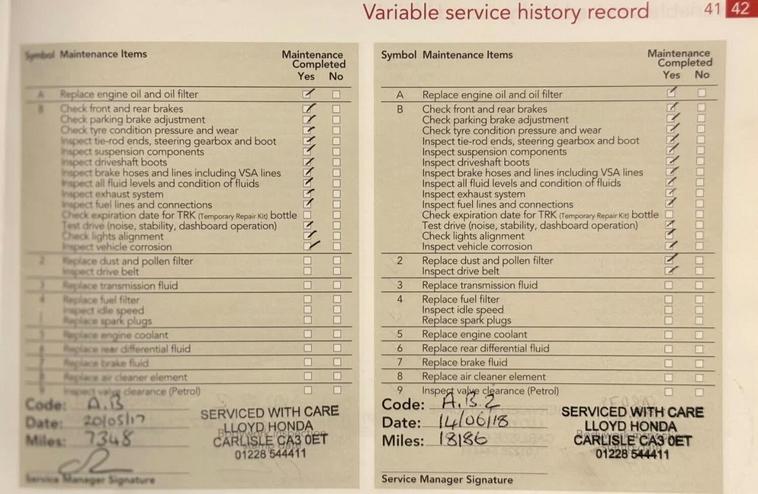 Variable service history record 41 42
Symbol Maintenance Items Maintenance Completed
Yes No
A Replace engine oil and oil filter
B Check front and rear brakes
Check parking brake adjustment
Check tyre condition pressure and wear
Inspect tie-rod ends, steering gearbox and boot
Inspect suspension components
Inspect driveshaft boots
Inspect brake hoses and lines including VSA lines
Inspect all fluid levels and condition of fluids
Inspect exhaust system
Inspect fuel lines and connections
Check expiration date for TRK (Temporary Repair Kit) bottle
Test drive (noise, stability, dashboard operation)
Check lights alignment
Inspect vehicle corrosion
2 Replace dust and pollen filter
Inspect drive belt
3 Replace transmission fluid
4 Replace fuel filter
Inspect idle speed
Replace spark plugs
5 Replace engine coolant
6 Replace rear differential fluid
7 Replace brake fluid
8 Replace air cleaner element
9 Inspect valve clearance (Petrol)
Code: A.B
Date: 20/05/17
Miles: 7348
SERVICED WITH CARE
LLOYD HONDA
CARLISLE CA3 0ET
01228 544411
Service Manager Signature
Symbol Maintenance Items Maintenance Completed
Yes No
A Replace engine oil and oil filter
B Check front and rear brakes
Check parking brake adjustment
Check tyre condition pressure and wear
Inspect tie-rod ends, steering gearbox and boot
Inspect suspension components
Inspect driveshaft boots
Inspect brake hoses and lines including VSA lines
Inspect all fluid levels and condition of fluids
Inspect exhaust system
Inspect fuel lines and connections
Check expiration date for TRK (Temporary Repair Kit) bottle
Test drive (noise, stability, dashboard operation)
Check lights alignment
Inspect vehicle corrosion
2 Replace dust and pollen filter
Inspect drive belt
3 Replace transmission fluid
4 Replace fuel filter
Inspect idle speed
Replace spark plugs
5 Replace engine coolant
6 Replace rear differential fluid
7 Replace brake fluid
8 Replace air cleaner element
9 Inspect valve clearance (Petrol)
Code: A.B.2
Date: 14/06/18
Miles: 18186
SERVICED WITH CARE
LLOYD HONDA
CARLISLE CA3 0ET
01228 544411
Service Manager Signature